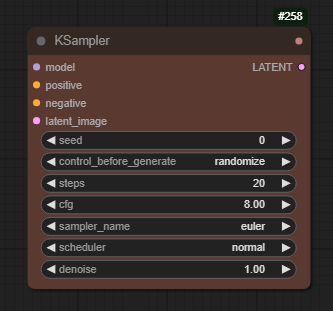 #258
KSampler
model LATENT
positive
negative
latent_image
seed 0
control_before_generate randomize
steps 20
cfg 8.00
sampler_name euler
scheduler normal
denoise 1.00